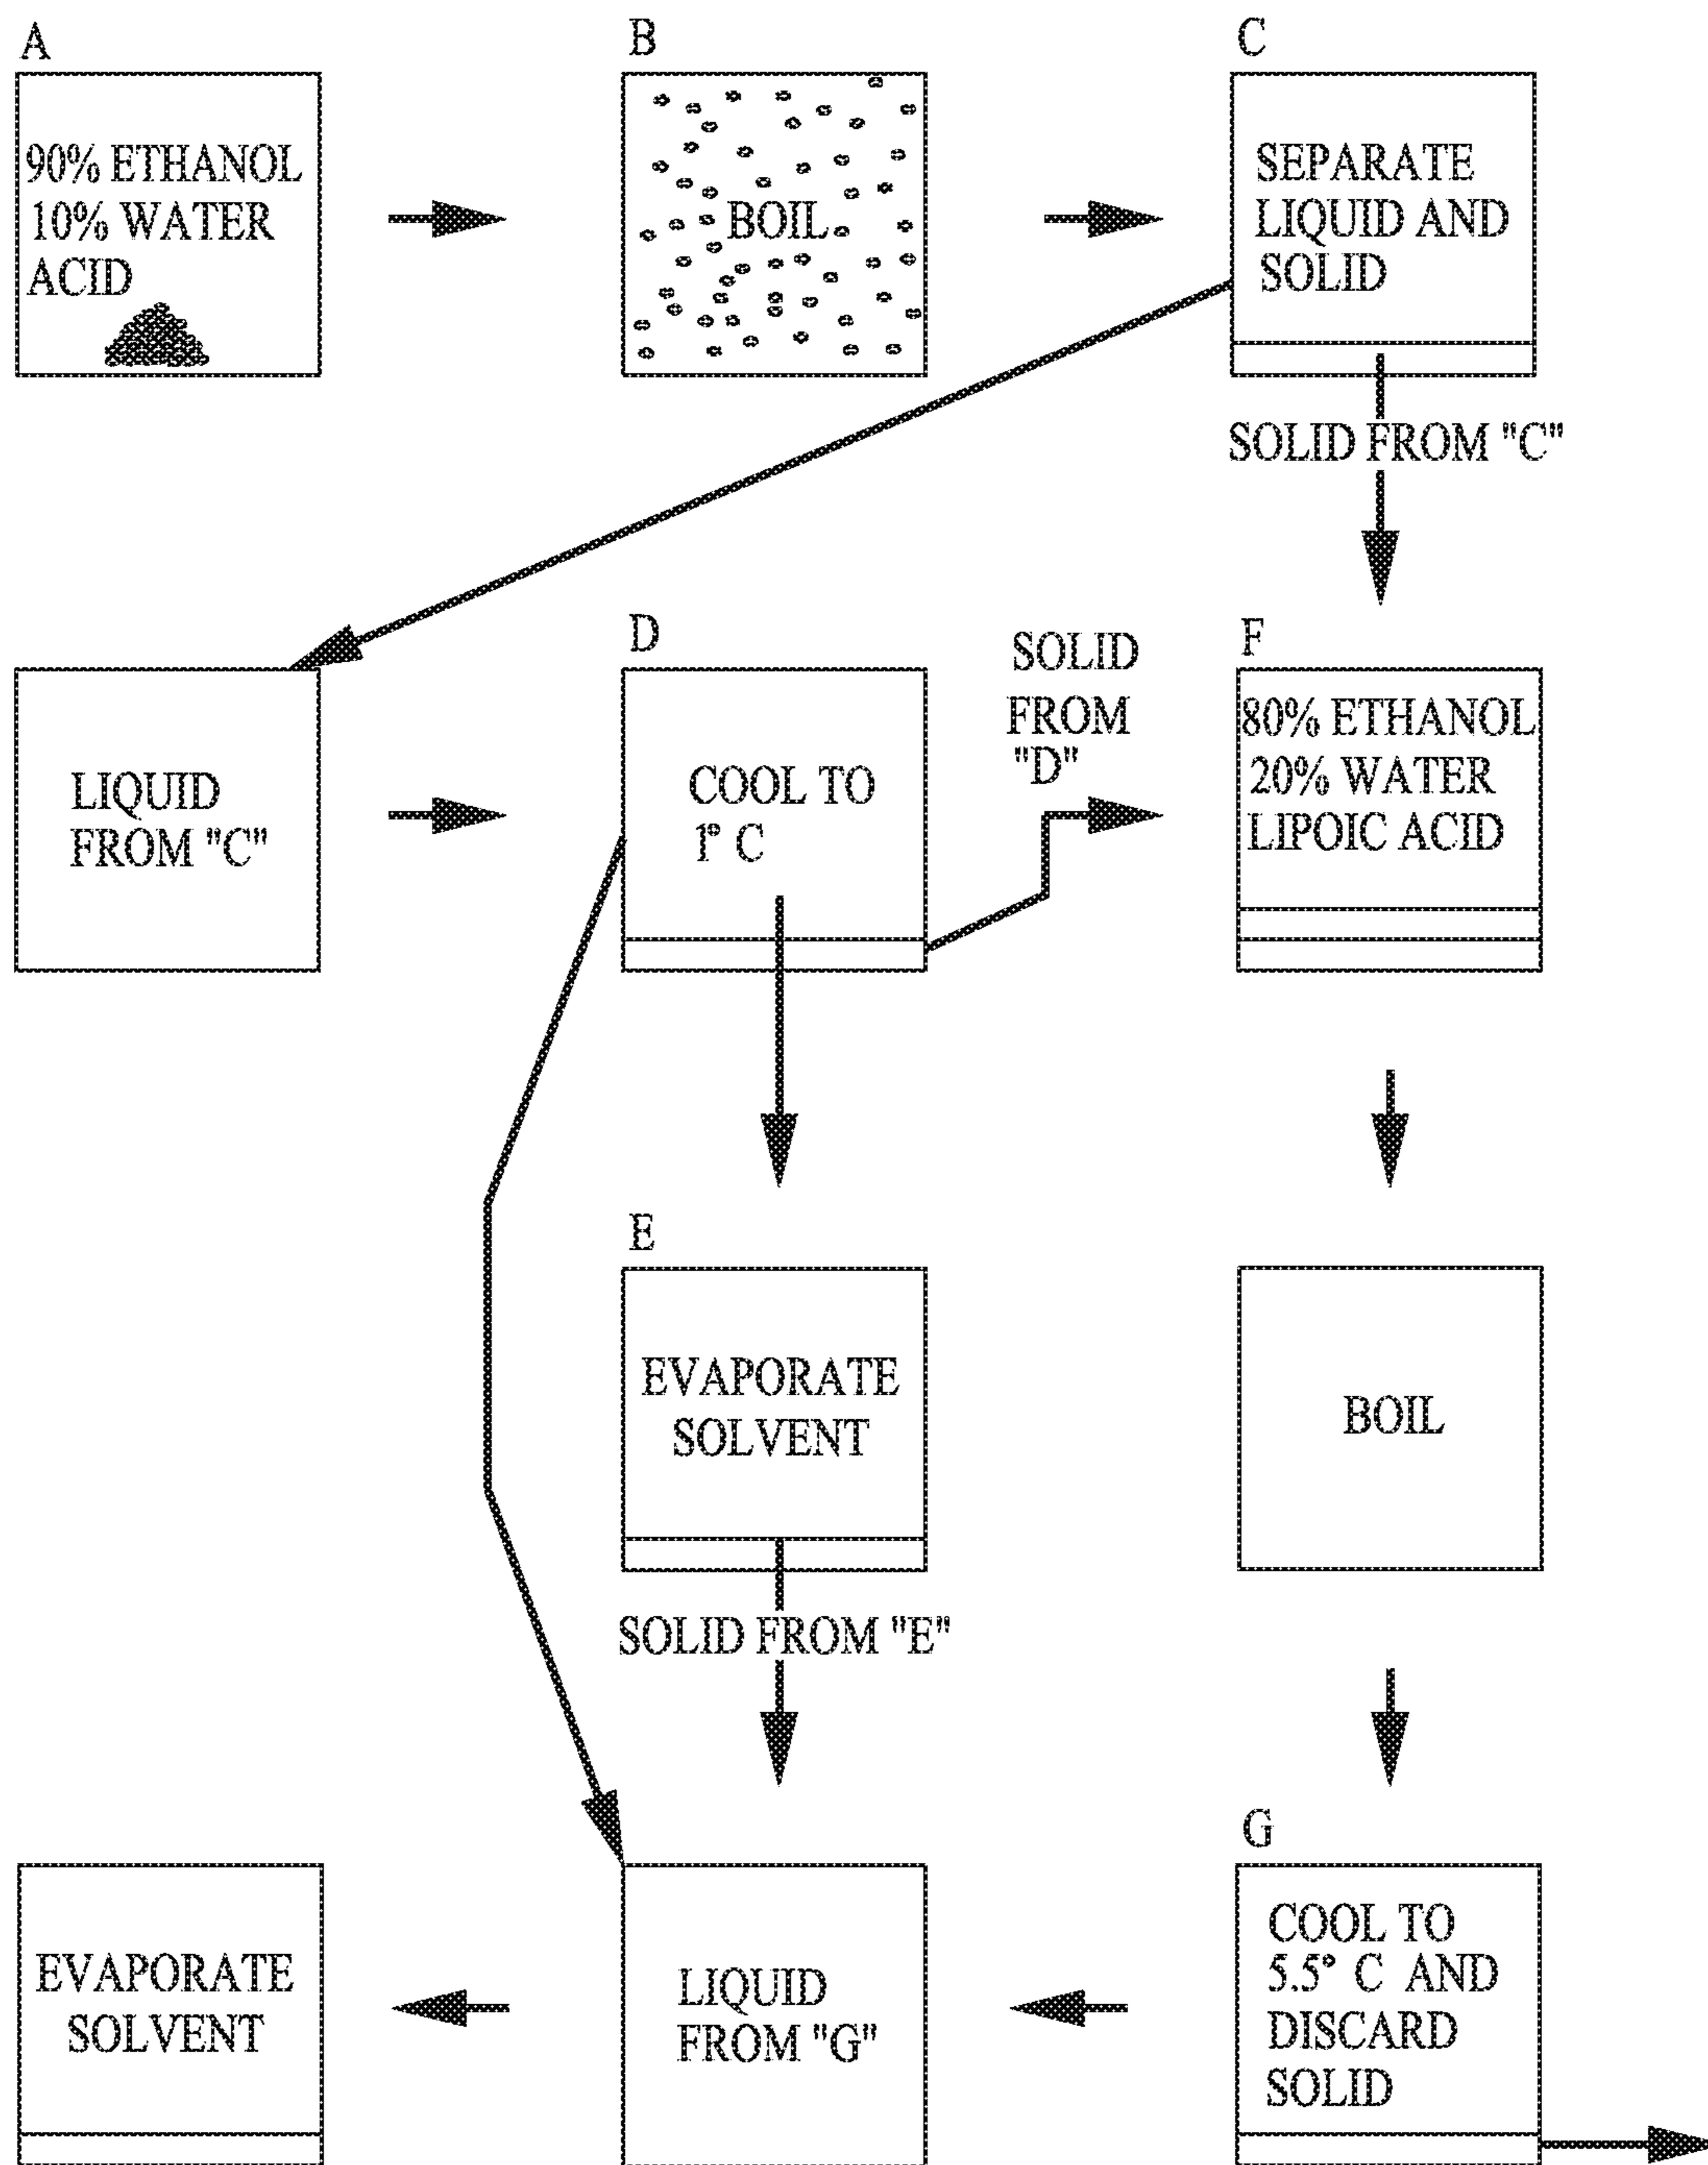 A
90% ETHANOL
10% WATER
ACID
B
BOIL
C
SEPARATE
LIQUID AND
SOLID
SOLID FROM "C"
LIQUID
FROM "C"
D
COOL TO
1° C
SOLID
FROM
"D"
F
80% ETHANOL
20% WATER
LIPOIC ACID
E
EVAPORATE
SOLVENT
SOLID FROM "E"
BOIL
EVAPORATE
SOLVENT
LIQUID
FROM "G"
G
COOL TO
5.5° C AND
DISCARD
SOLID